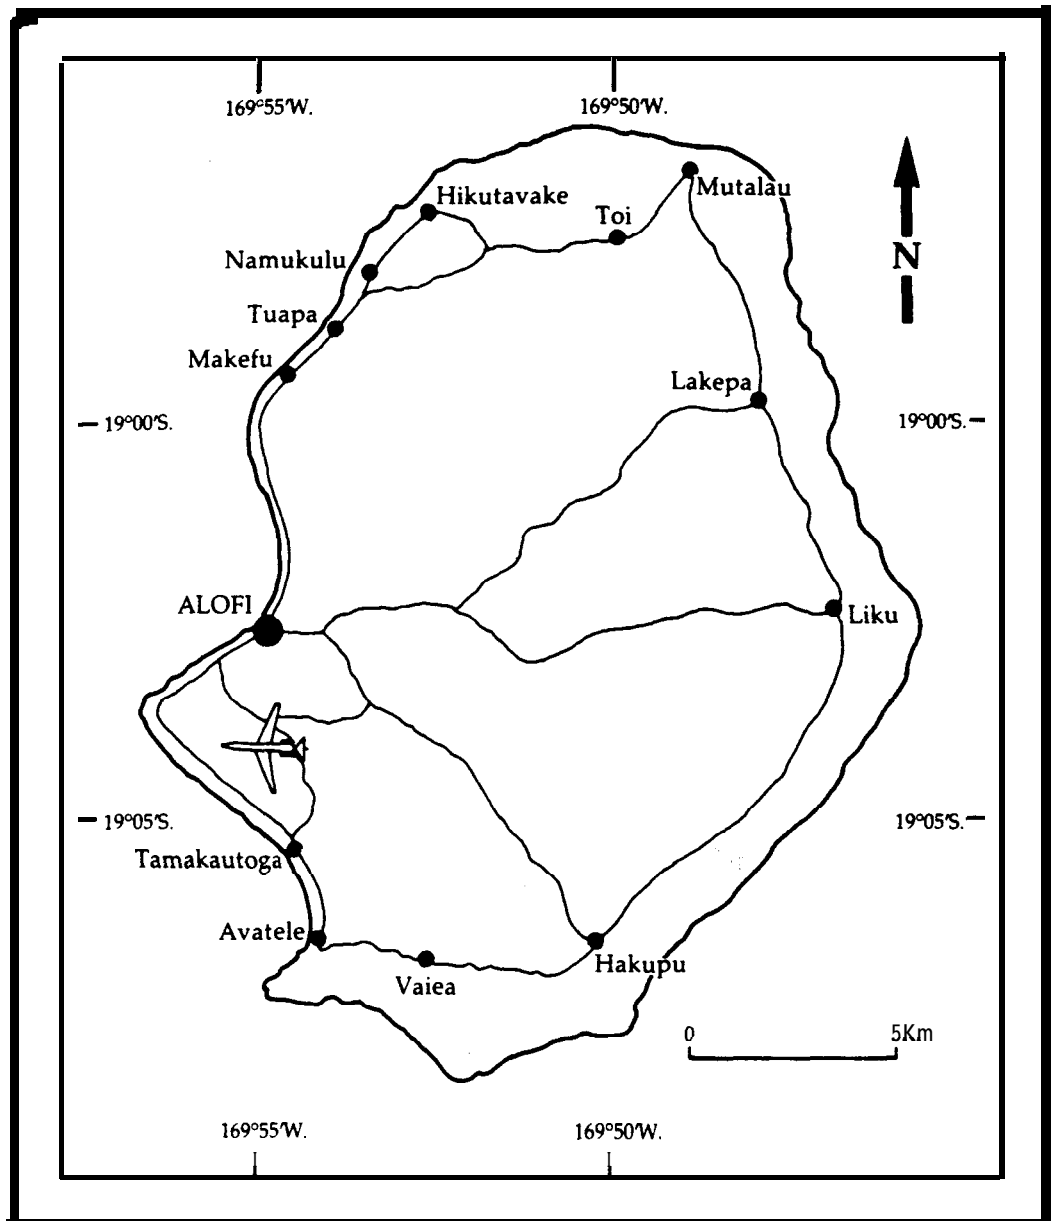 169°55'W.
169°50'W.
Mutalau
Hikutavake
Toi
N
Namukulu
Tuapa
Makefu
Lakepa
19°00'S.
19°00'S.
ALOFI
Liku
19°05'S.
19°05'S.
Tamakautoga
Avatele
Hakupu
Vaiea
0 5Km
169°55'W.
169°50'W.